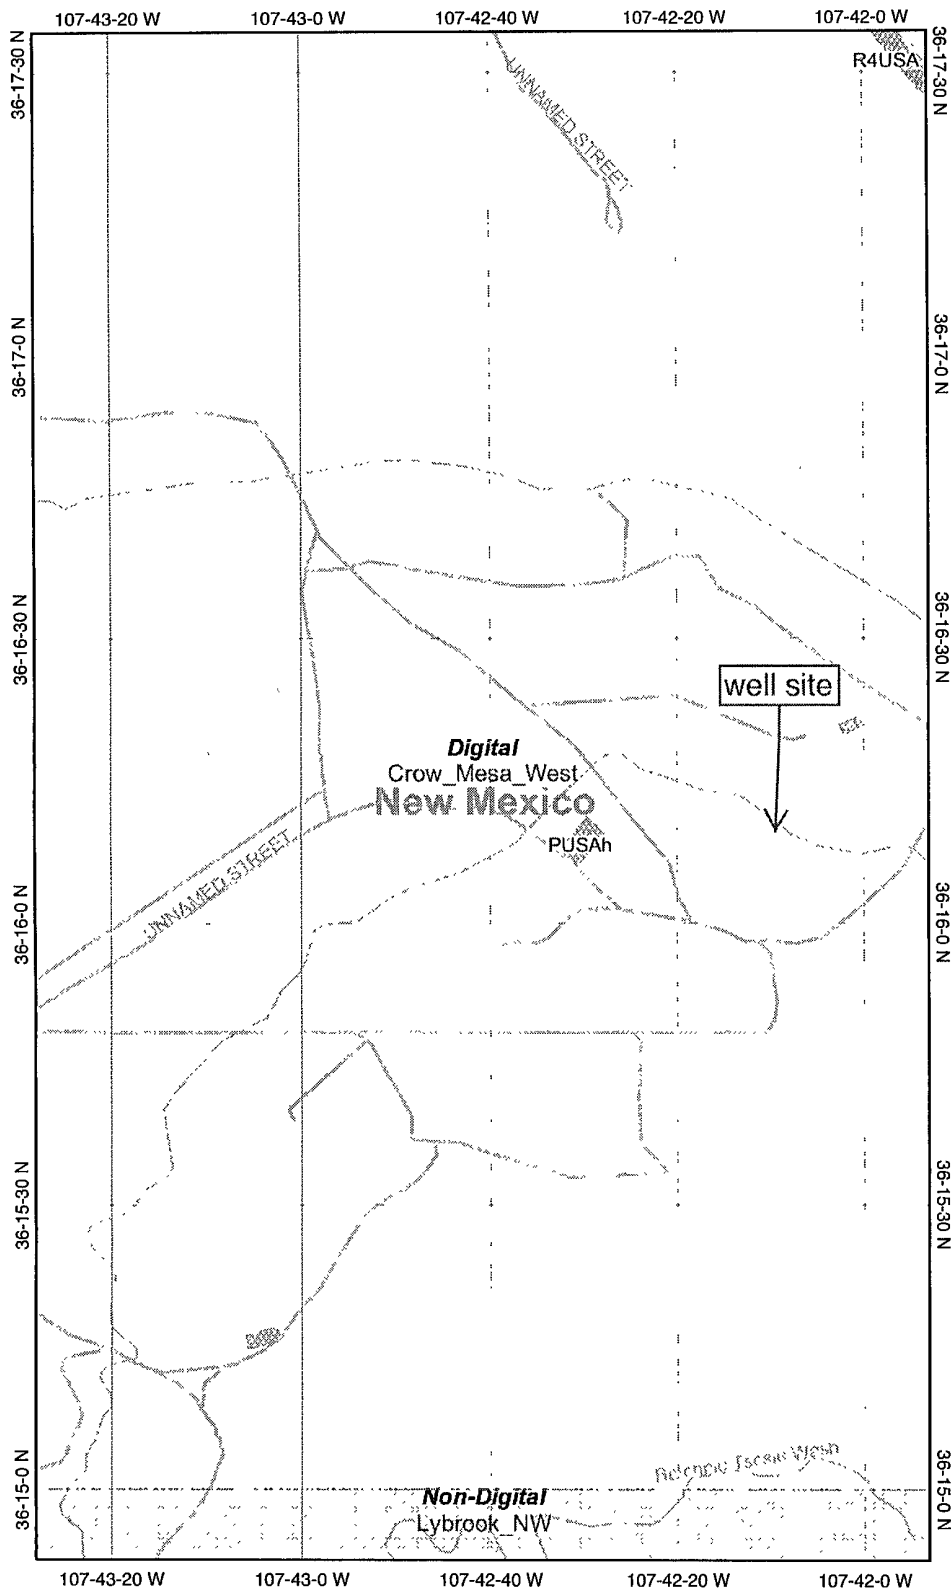 107-43-20 W 107-43-0 W 107-42-40 W 107-42-20 W 107-42-0 W
36-17-30 N
36-17-30 N
R4USA
UNNAMED STREET
36-17-0 N
36-17-0 N
36-16-30 N
36-16-30 N
well site
Digital
Crow_Mesa_West
New Mexico
PUSAh
UNNAMED STREET
36-16-0 N
36-16-0 N
36-15-30 N
36-15-30 N
36-15-0 N
36-15-0 N
Wash
Non-Digital
Lybrook_NW
107-43-20 W 107-43-0 W 107-42-40 W 107-42-20 W 107-42-0 W